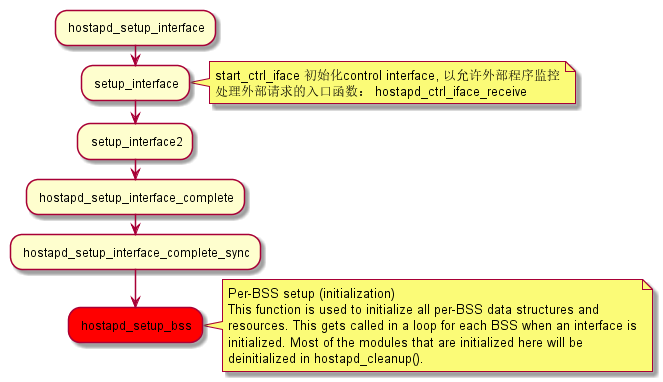 hostapd_setup_interface
setup_interface
start_ctrl_iface 初始化control interface, 以允许外部程序监控
处理外部请求的入口函数： hostapd_ctrl_iface_receive
setup_interface2
hostapd_setup_interface_complete
hostapd_setup_interface_complete_sync
hostapd_setup_bss
Per-BSS setup (initialization)
This function is used to initialize all per-BSS data structures and
resources. This gets called in a loop for each BSS when an interface is
initialized. Most of the modules that are initialized here will be
deinitialized in hostapd_cleanup().